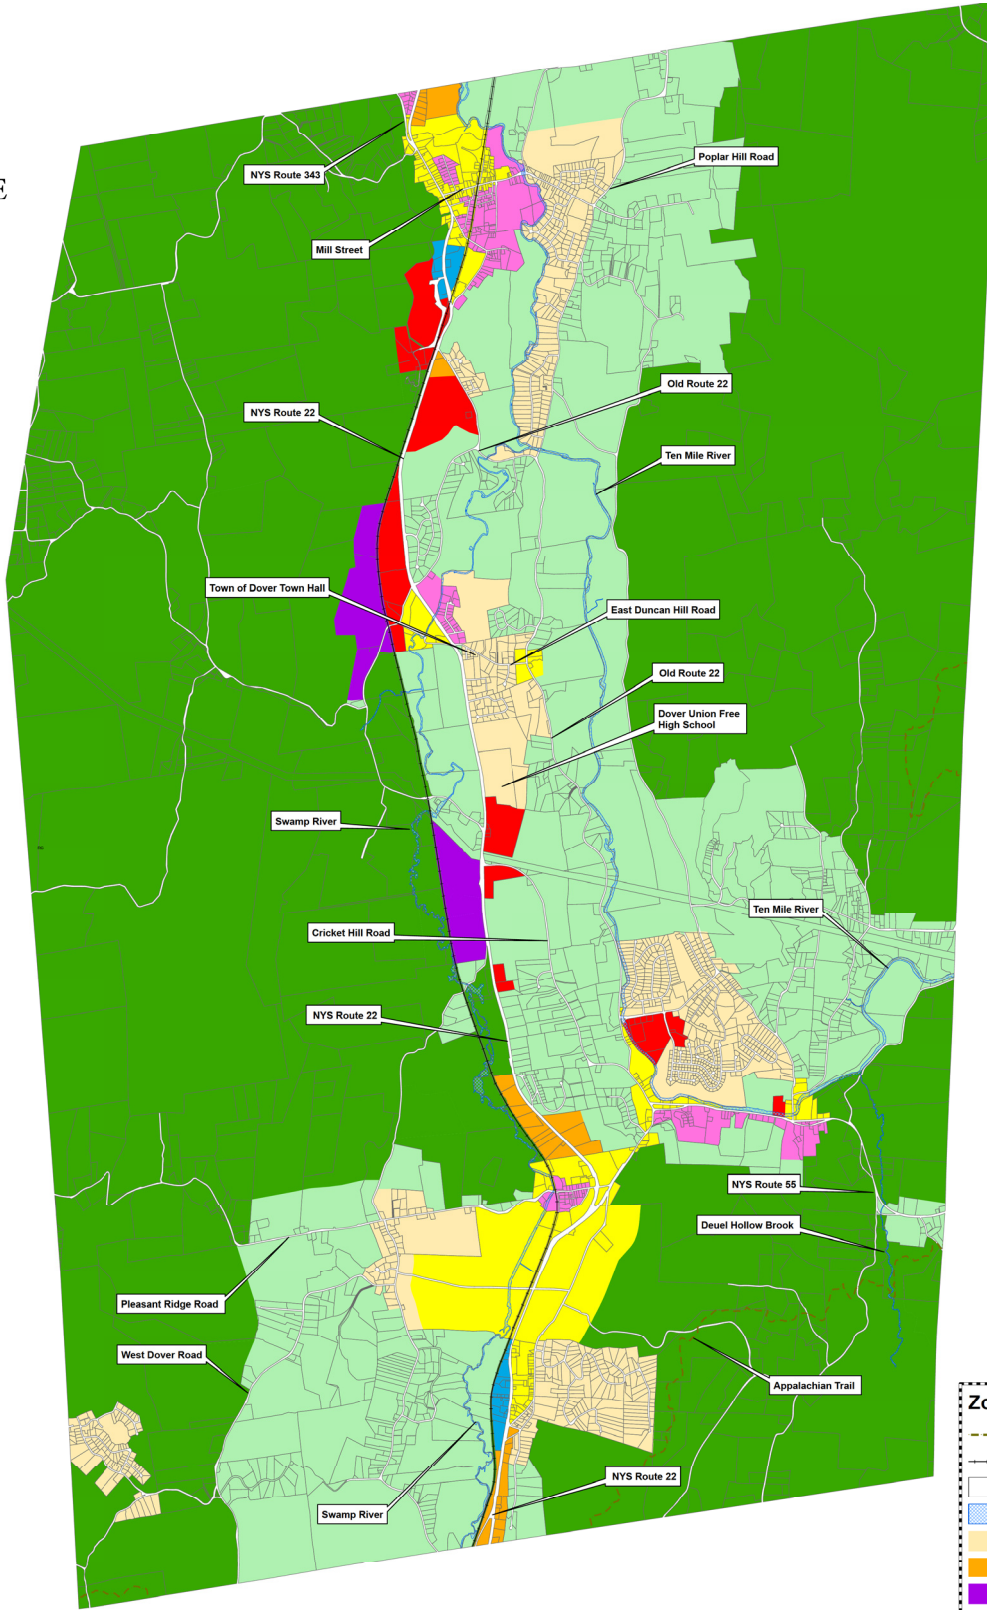 E
Poplar Hill Road
NYS Route 343
Mill Street
Old Route 22
NYS Route 22
Ten Mile River
Town of Dover Town Hall
East Duncan Hill Road
Old Route 22
Dover Union Free
High School
Swamp River
Ten Mile River
Cricket Hill Road
NYS Route 22
NYS Route 55
Deuel Hollow Brook
Pleasant Ridge Road
West Dover Road
Appalachian Trail
Zo
NYS Route 22
Swamp River